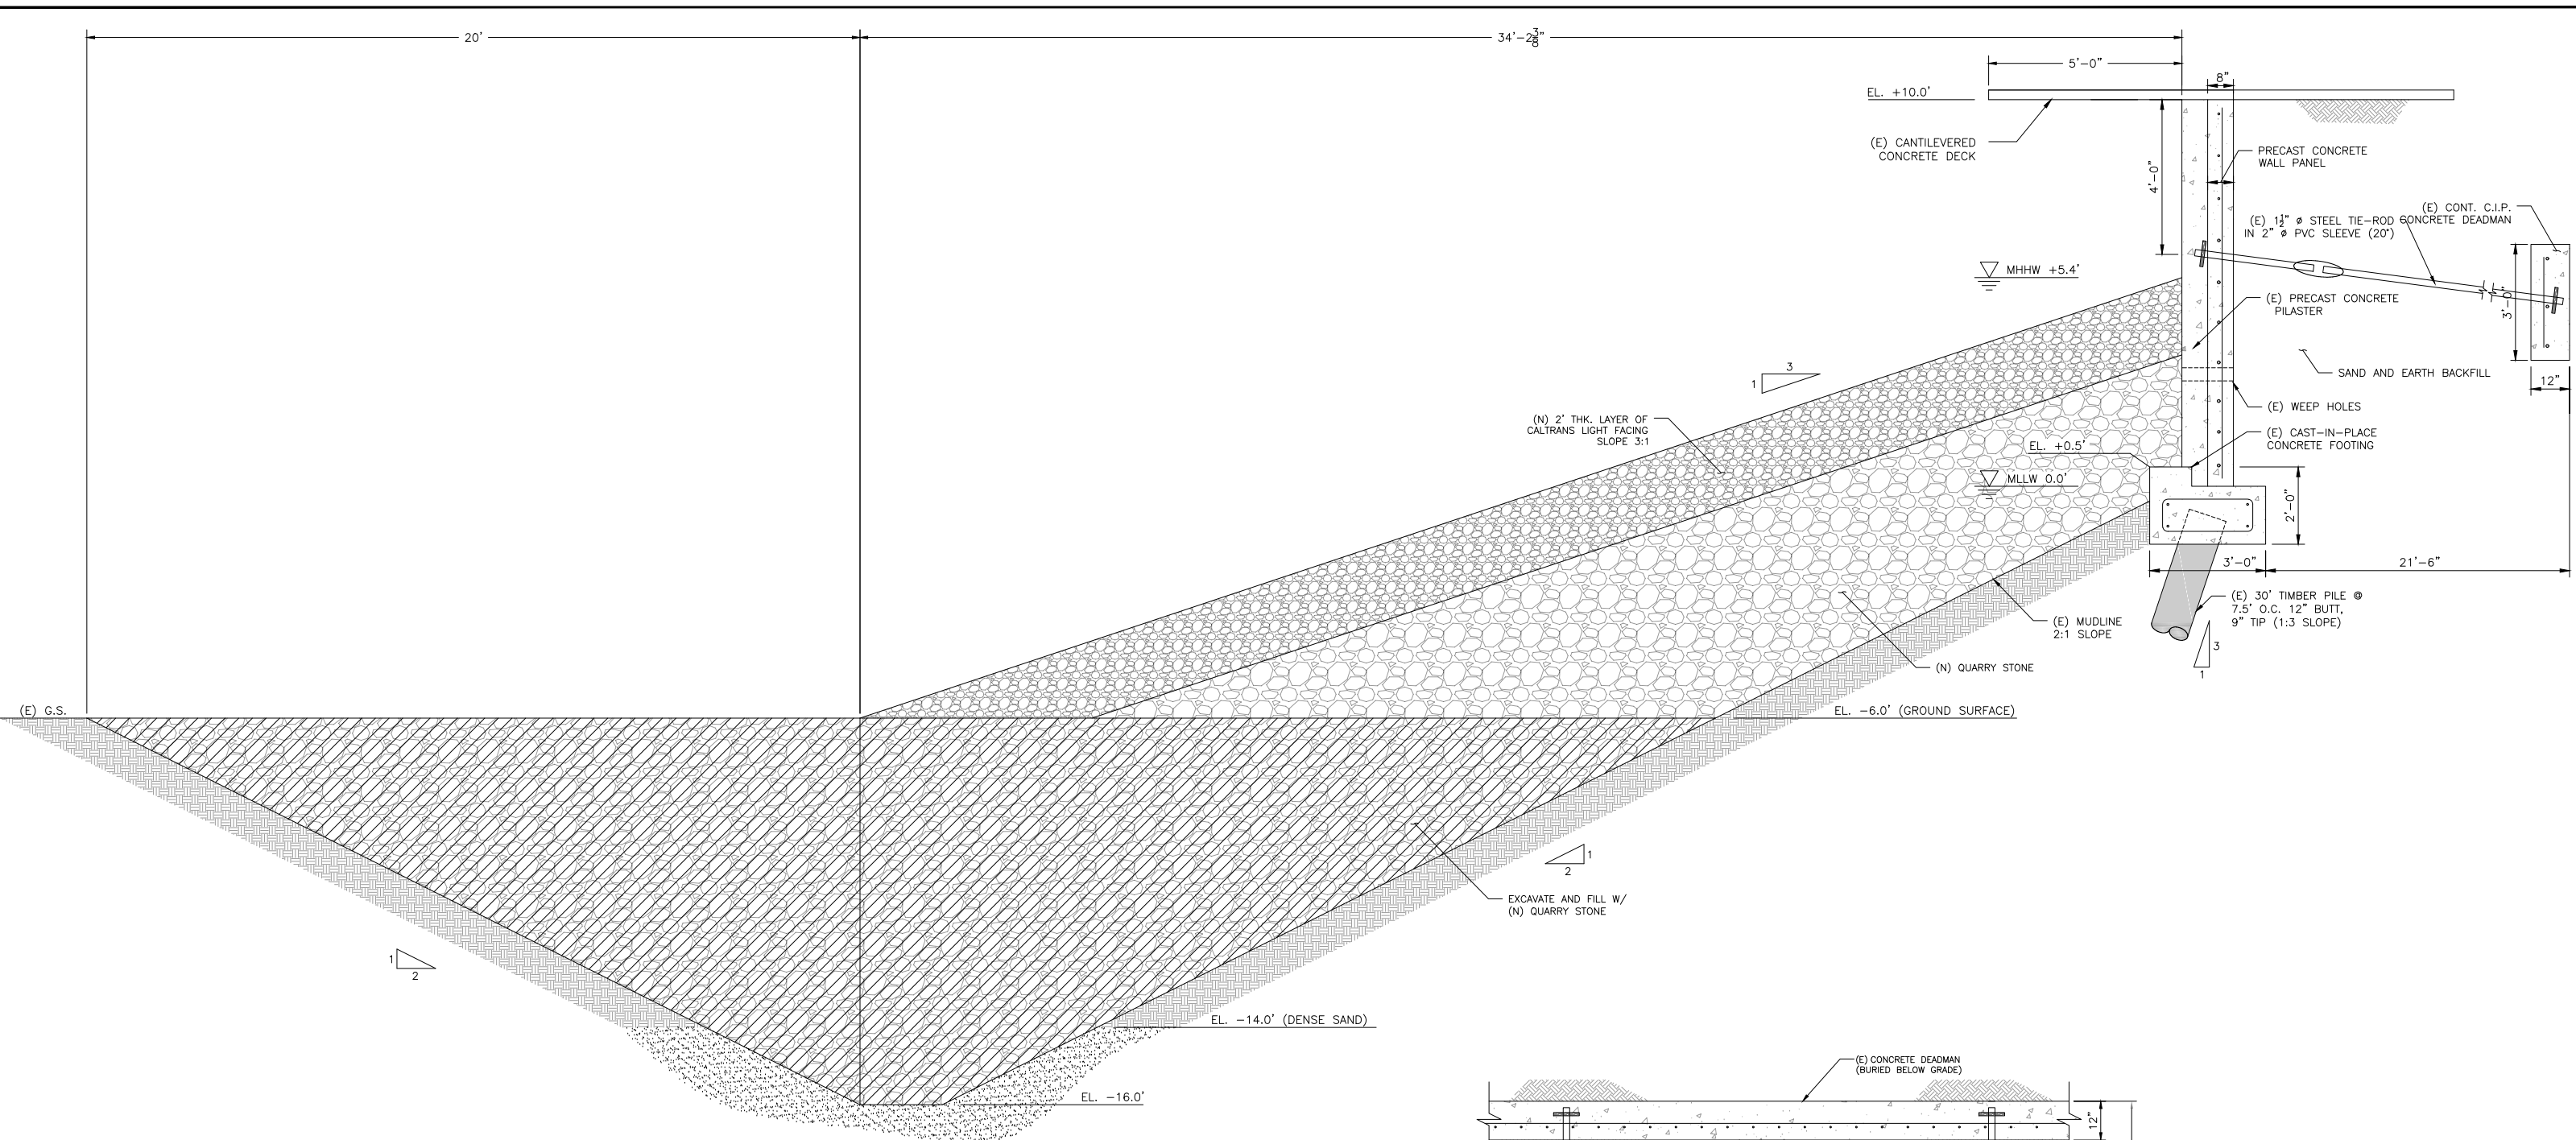 20'
34'-2 3/8"
5'-0"
8"
EL. +10.0'
(E) CANTILEVERED
CONCRETE DECK
4'-0"
PRECAST CONCRETE
WALL PANEL
(E) CONT. C.I.P.
CONCRETE DEADMAN
(E) 1 1/2" ø STEEL TIE-ROD
IN 2" ø PVC SLEEVE (20')
MHHW +5.4'
(E) PRECAST CONCRETE
PILASTER
3'-0"
3
1
SAND AND EARTH BACKFILL
12"
(E) WEEP HOLES
(N) 2' THK. LAYER OF
CALTRANS LIGHT FACING
SLOPE 3:1
(E) CAST-IN-PLACE
CONCRETE FOOTING
EL. +0.5'
MLLW 0.0'
2'-0"
3'-0"
21'-6"
(E) 30' TIMBER PILE @
7.5' O.C. 12" BUTT,
9" TIP (1:3 SLOPE)
(E) MUDLINE
2:1 SLOPE
3
1
(N) QUARRY STONE
(E) G.S.
EL. -6.0' (GROUND SURFACE)
1
2
EXCAVATE AND FILL W/
(N) QUARRY STONE
1
2
EL. -14.0' (DENSE SAND)
(E) CONCRETE DEADMAN
(BURIED BELOW GRADE)
EL. -16.0'
12"